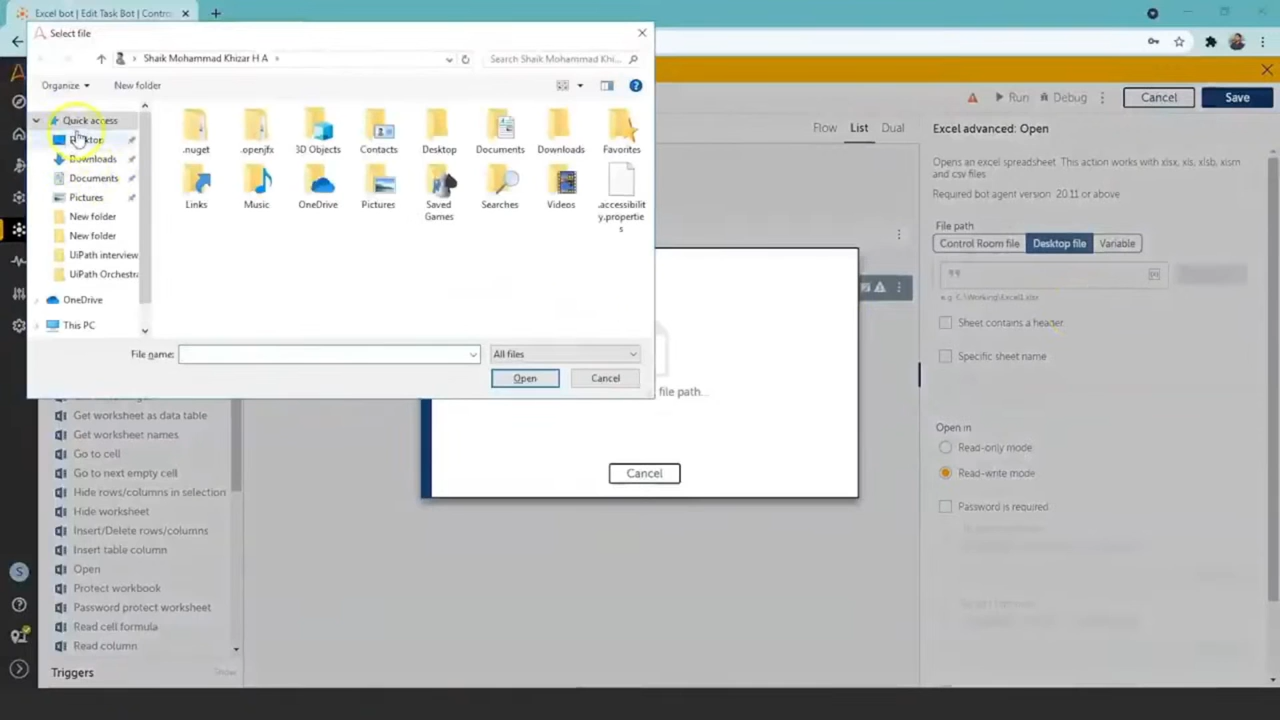 Excel bot | Edit Task Bot | Contro
Select file
Shaik Mohammad Khizar H A
Search Shaik Mohammad Khi...
Organize
New folder
Quick access
Desktop
Downloads
Documents
Pictures
New folder
New folder
UiPath interview
UiPath Orchestra
OneDrive
This PC
.nuget
.openjfx
3D Objects
Contacts
Desktop
Documents
Downloads
Favorites
Links
Music
OneDrive
Pictures
Saved Games
Searches
Videos
.accessibility.properties
File name:
All files
Open
Cancel
Run
Debug
Cancel
Save
Flow
List
Dual
Excel advanced: Open
Opens an excel spreadsheet. This action works with xlsx, xls, xlsb, xlsm
and csv files
Required bot agent version: 20.11 or above
File path
Control Room file
Desktop file
Variable
e.g. C:\Working\Excel1.xlsx
Sheet contains a header
Specific sheet name
Open in
Read-only mode
Read-write mode
Password is required
file path...
Cancel
Get worksheet as data table
Get worksheet names
Go to cell
Go to next empty cell
Hide rows/columns in selection
Hide worksheet
Insert/Delete rows/columns
Insert table column
Open
Protect workbook
Password protect worksheet
Read cell formula
Read column
Triggers
Show
S